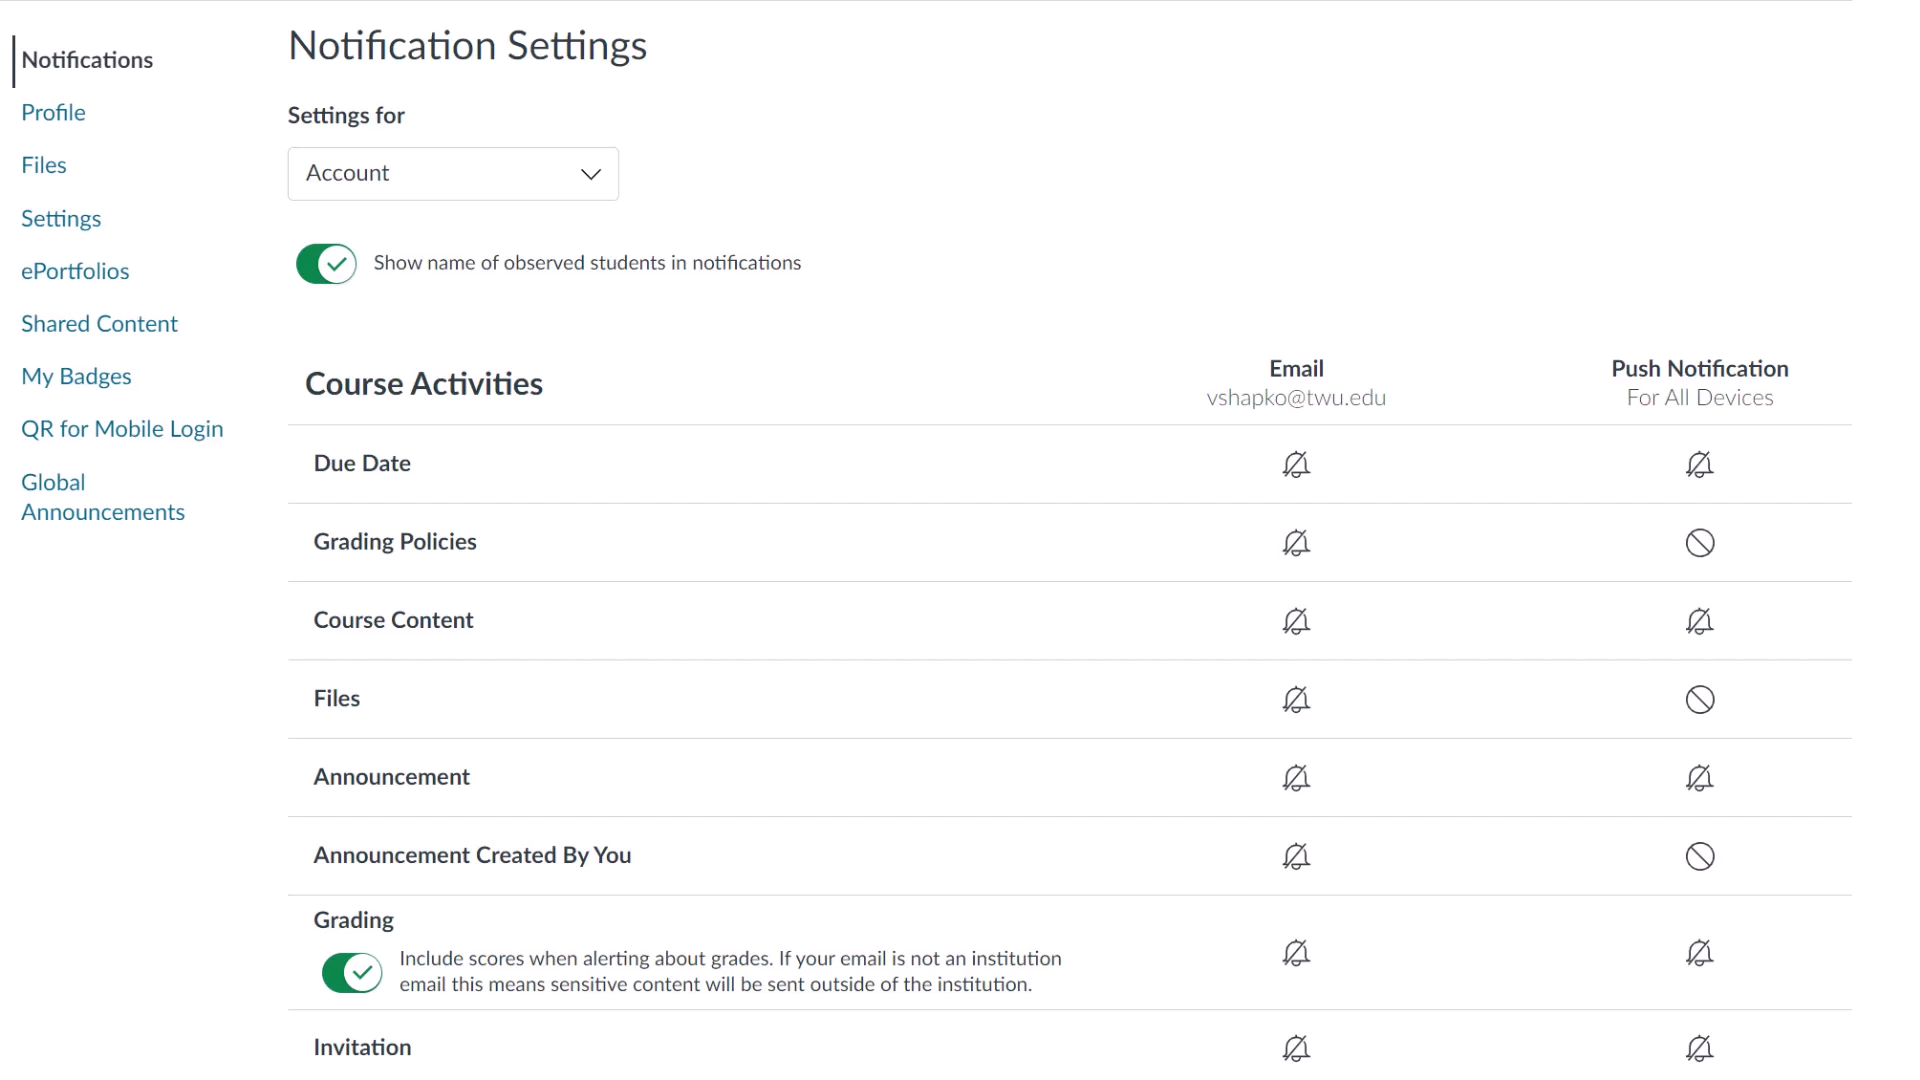 Notifications
Profile
Files
Settings
ePortfolios
Shared Content
My Badges
QR for Mobile Login
Global
Announcements
Notification Settings
Settings for
Account
Show name of observed students in notifications
Course Activities
Email
vshapko@twu.edu
Push Notification
For All Devices
Due Date
Grading Policies
Course Content
Files
Announcement
Announcement Created By You
Grading
Include scores when alerting about grades. If your email is not an institution
email this means sensitive content will be sent outside of the institution.
Invitation